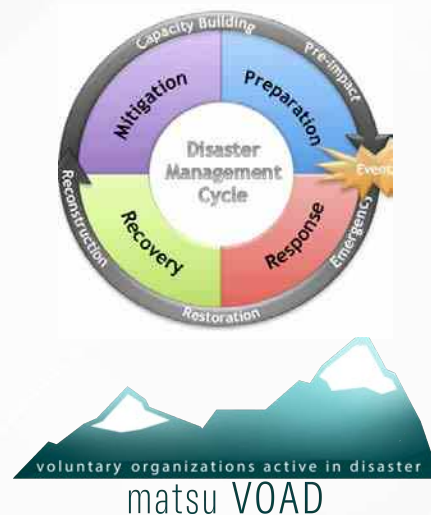 Capacity Building
Pre-impact
Mitigation
Preparation
Disaster
Management
Cycle
Event
Reconstruction
Emergency
Recovery
Response
Restoration
voluntary organizations active in disaster
matsu VOAD